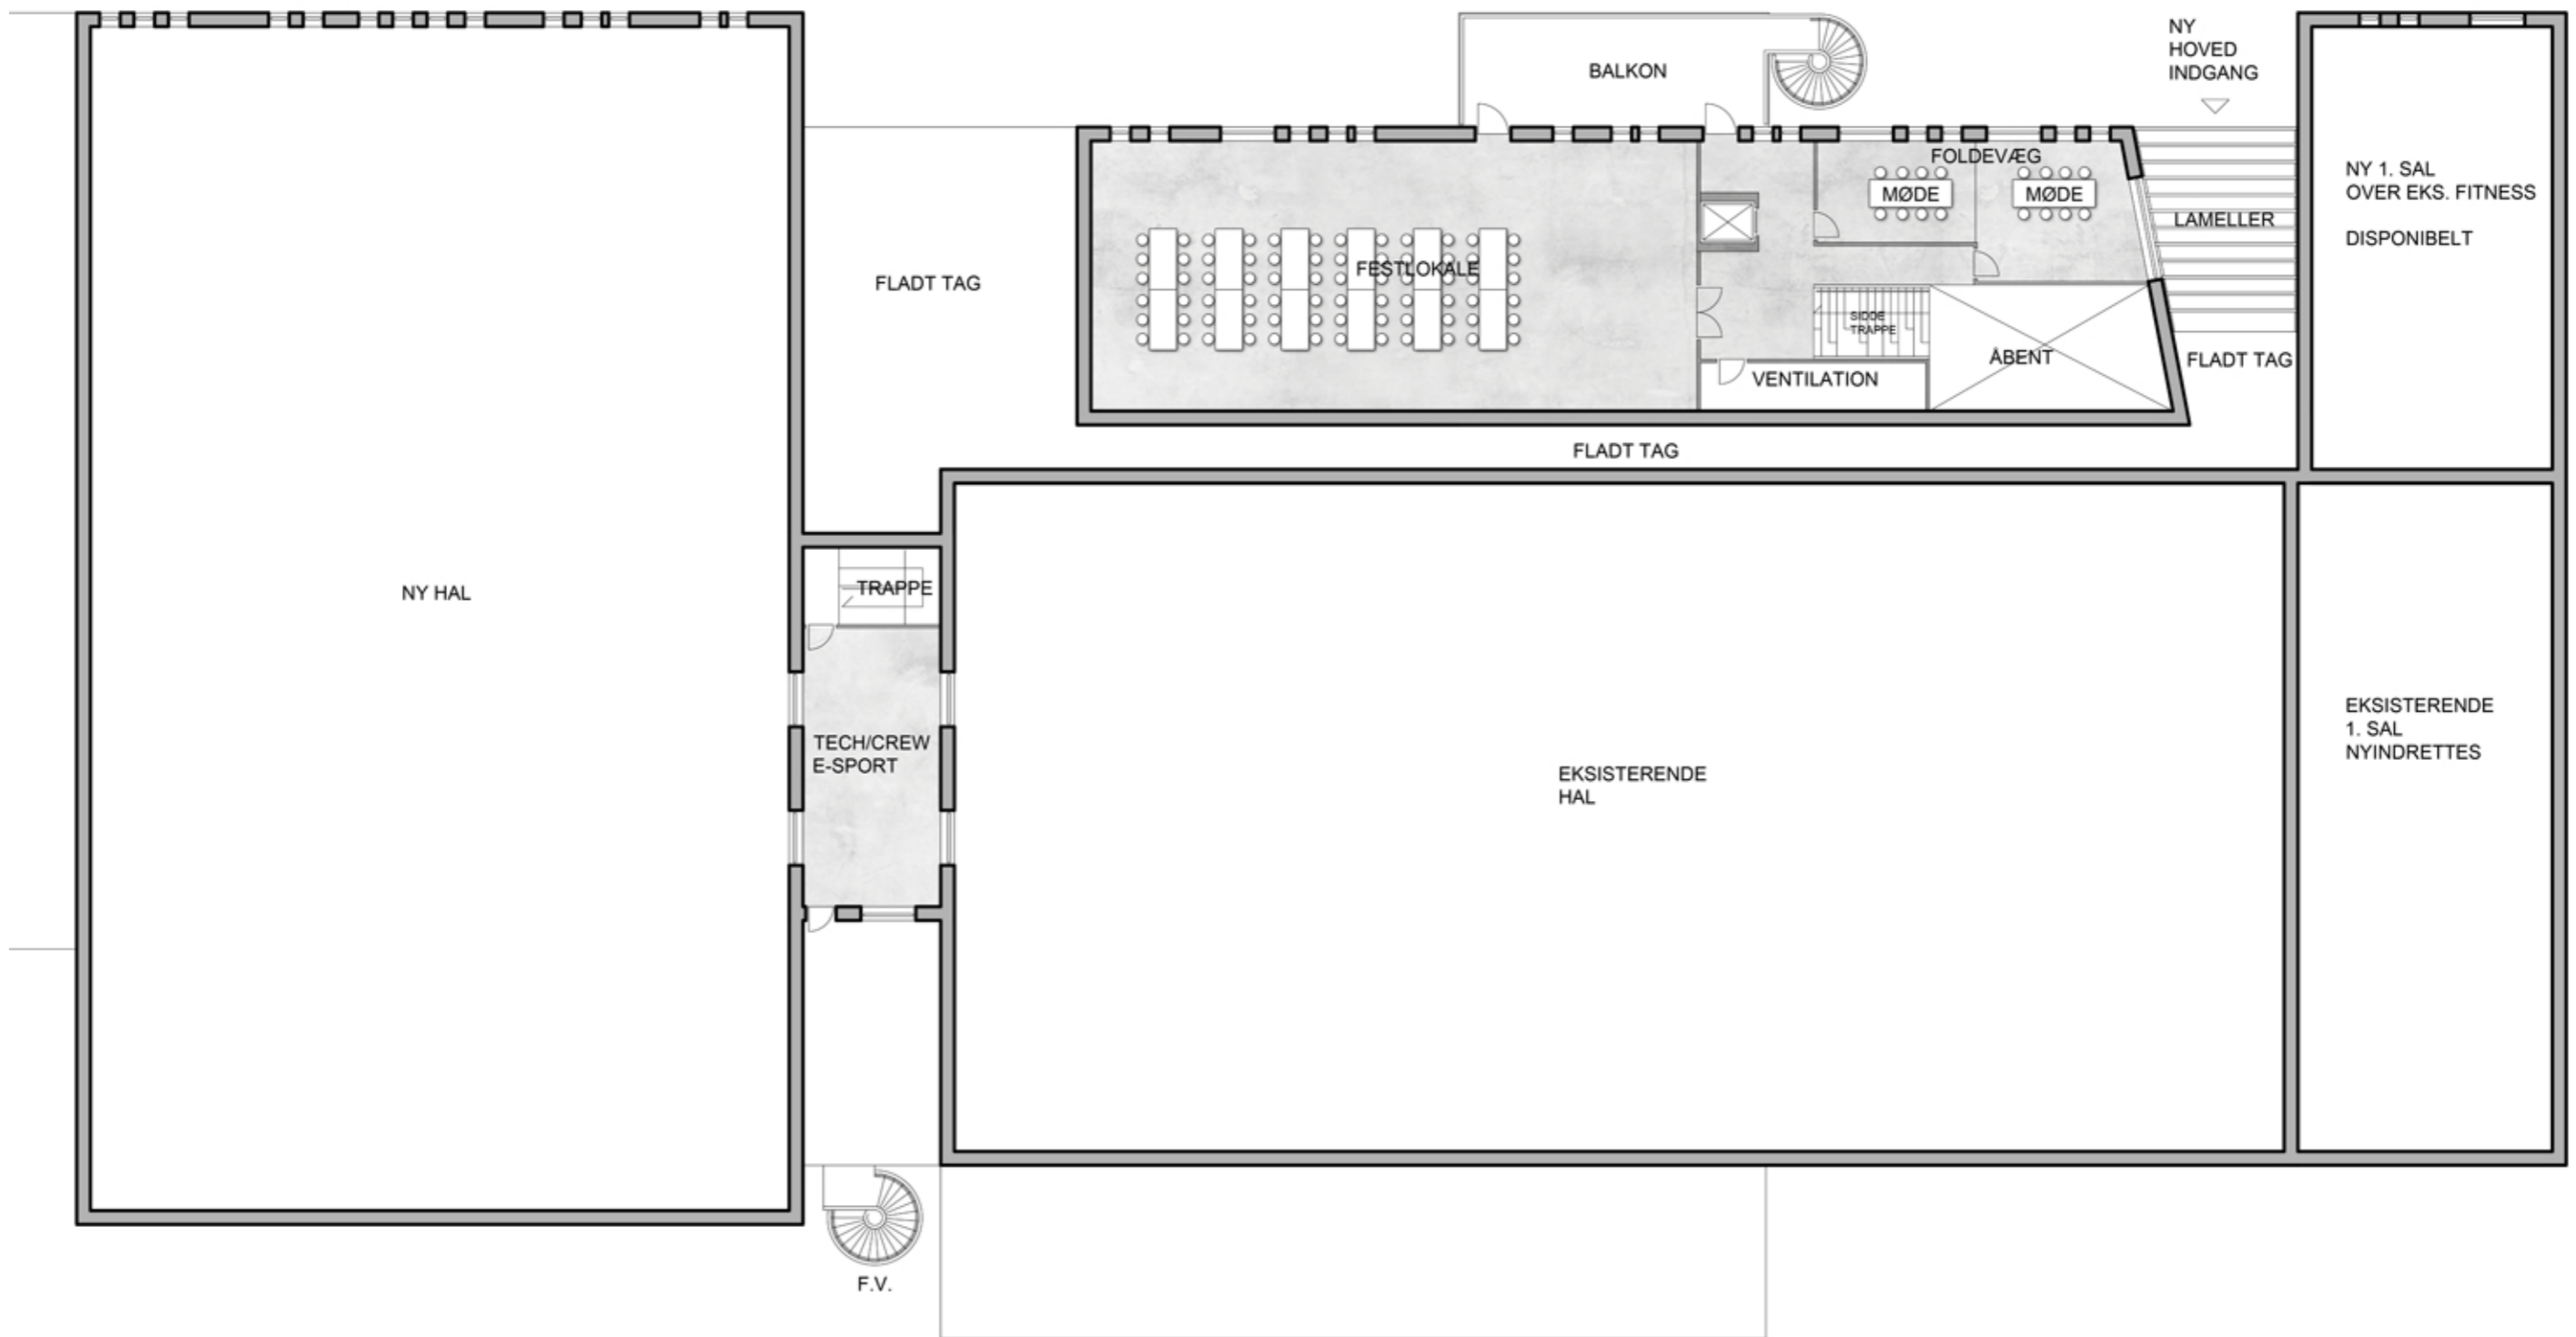 NY
HOVED
INDGANG
BALKON
FOLDEVÆG
MØDE
MØDE
NY 1. SAL
OVER EKS. FITNESS
DISPONIBELT
LAMELLER
FLADT TAG
FESTLOKALE
SIDDE
TRAPPE
ÅBENT
FLADT TAG
VENTILATION
FLADT TAG
NY HAL
TRAPPE
TECH/CREW
E-SPORT
EKSISTERENDE
HAL
EKSISTERENDE
1. SAL
NYINDRETTES
F.V.